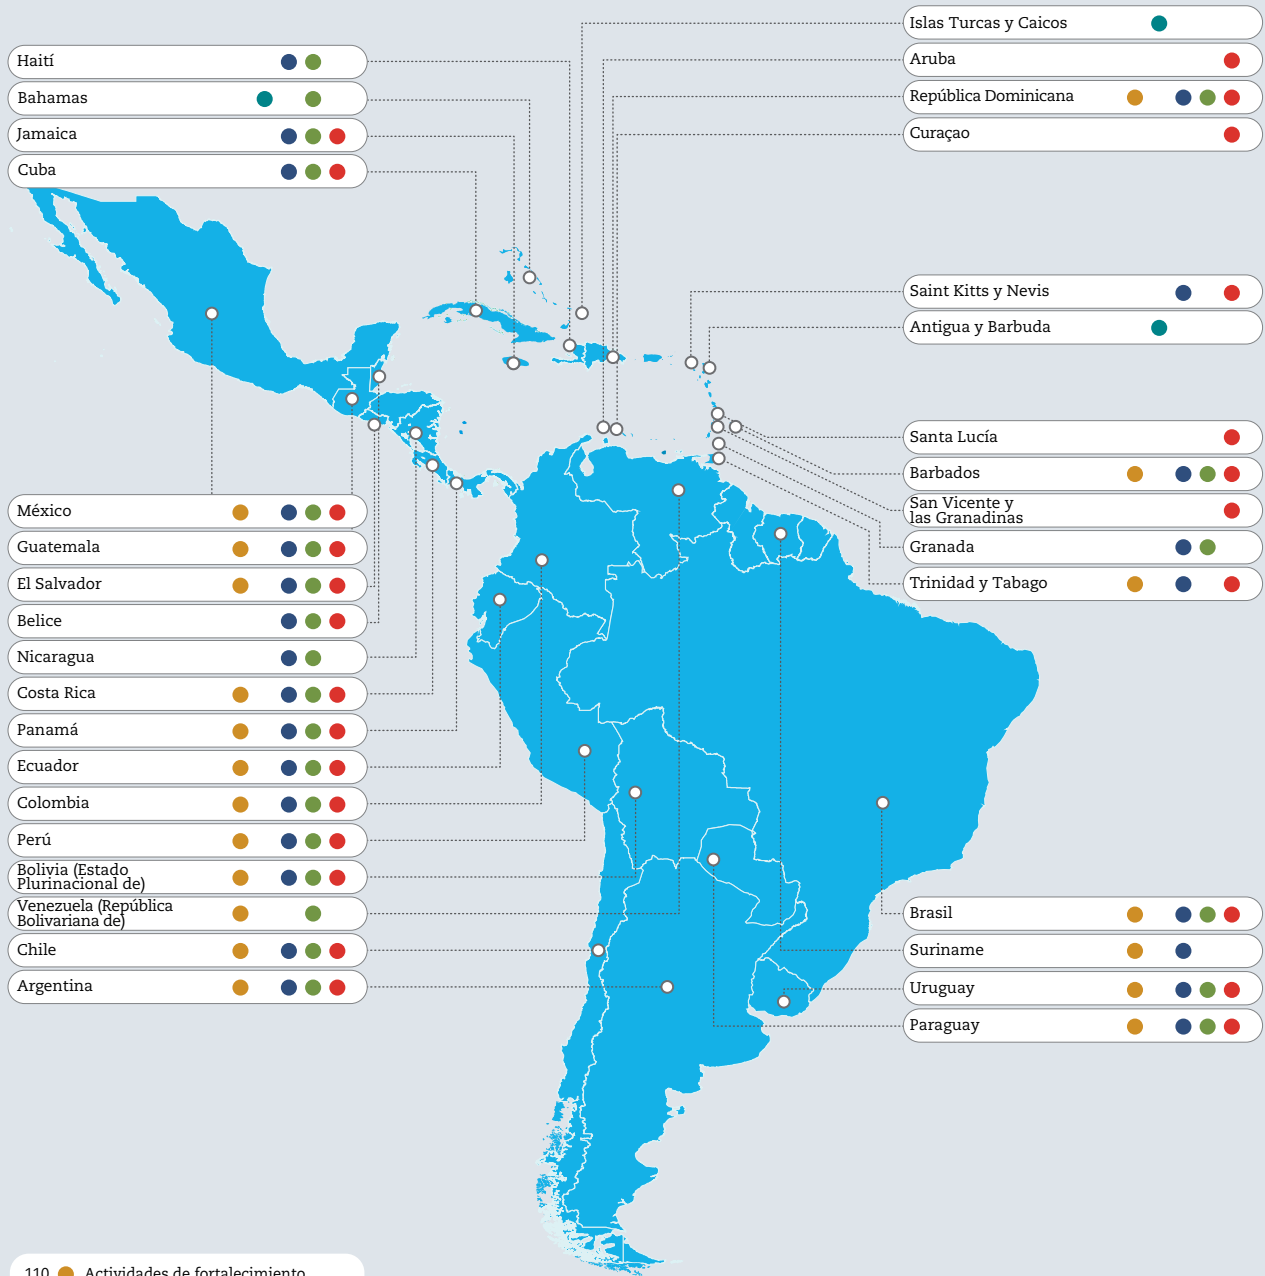 Haití
Bahamas
Jamaica
Cuba
México
Guatemala
El Salvador
Belice
Nicaragua
Costa Rica
Panamá
Ecuador
Colombia
Perú
Bolivia (Estado
Plurinacional de)
Venezuela (República
Bolivariana de)
Chile
Argentina
Islas Turcas y Caicos
Aruba
República Dominicana
Curaçao
Saint Kitts y Nevis
Antigua y Barbuda
Santa Lucía
Barbados
San Vicente y
las Granadinas
Granada
Trinidad y Tabago
Brasil
Suriname
Uruguay
Paraguay
110 Actividades de fortalecimiento